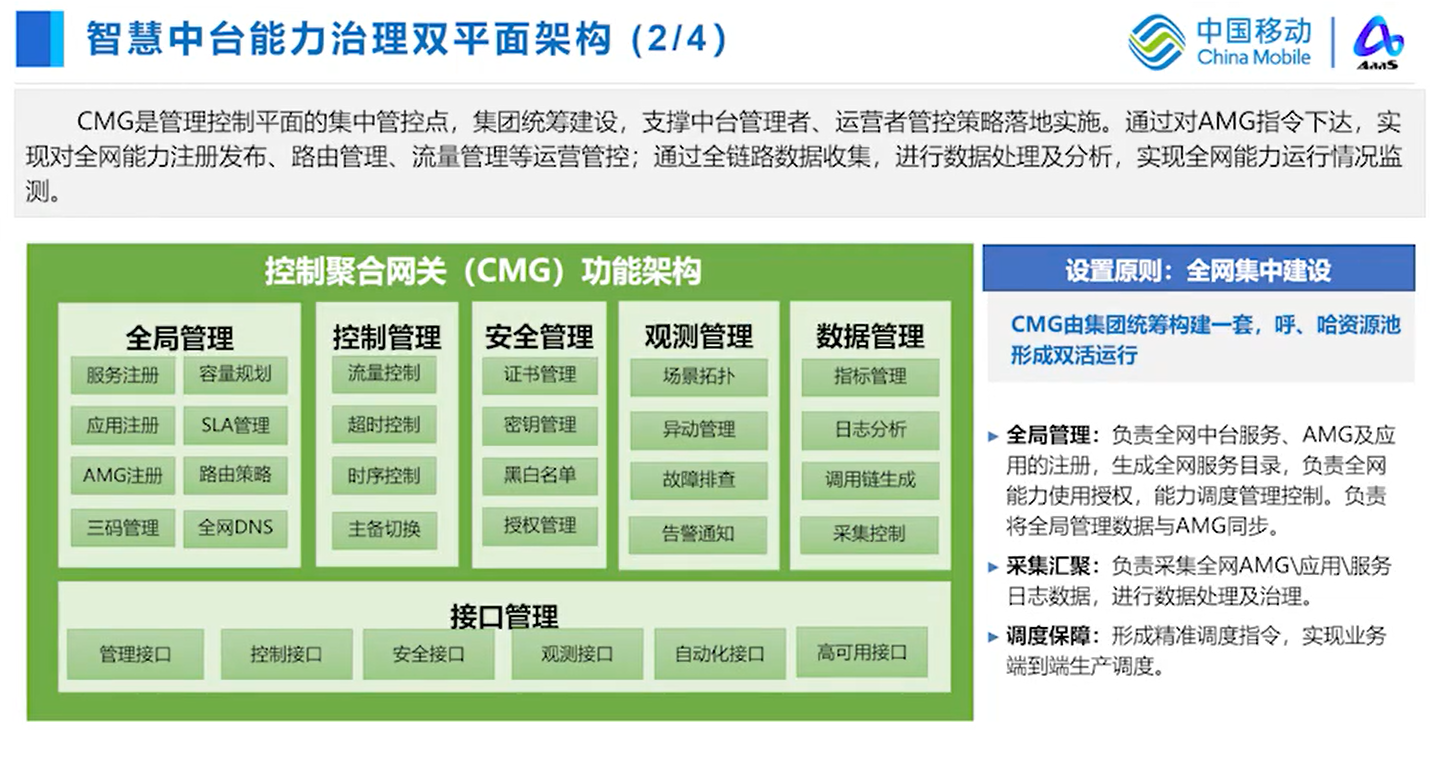 智慧中台能力治理双平面架构 (2/4)
中国移动
China Mobile
AaaS
CMG是管理控制平面的集中管控点，集团统筹建设，支撑中台管理者、运营者管控策略落地实施。通过对AMG指令下达，实
现对全网能力注册发布、路由管理、流量管理等运营管控；通过全链路数据收集，进行数据处理及分析，实现全网能力运行情况监
测。
控制聚合网关（CMG）功能架构
全局管理
服务注册 容量规划
应用注册 SLA管理
AMG注册 路由策略
三码管理 全网DNS
控制管理
流量控制
超时控制
时序控制
主备切换
安全管理
证书管理
密钥管理
黑白名单
授权管理
观测管理
场景拓扑
异动管理
故障排查
告警通知
数据管理
指标管理
日志分析
调用链生成
采集控制
接口管理
管理接口 控制接口 安全接口 观测接口 自动化接口 高可用接口
设置原则：全网集中建设
CMG由集团统筹构建一套，呼、哈资源池
形成双活运行
全局管理：负责全网中台服务、AMG及应
用的注册，生成全网服务目录，负责全网
能力使用授权，能力调度管理控制。负责
将全局管理数据与AMG同步。
采集汇聚：负责采集全网AMG\应用\服务
日志数据，进行数据处理及治理。
调度保障：形成精准调度指令，实现业务
端到端生产调度。